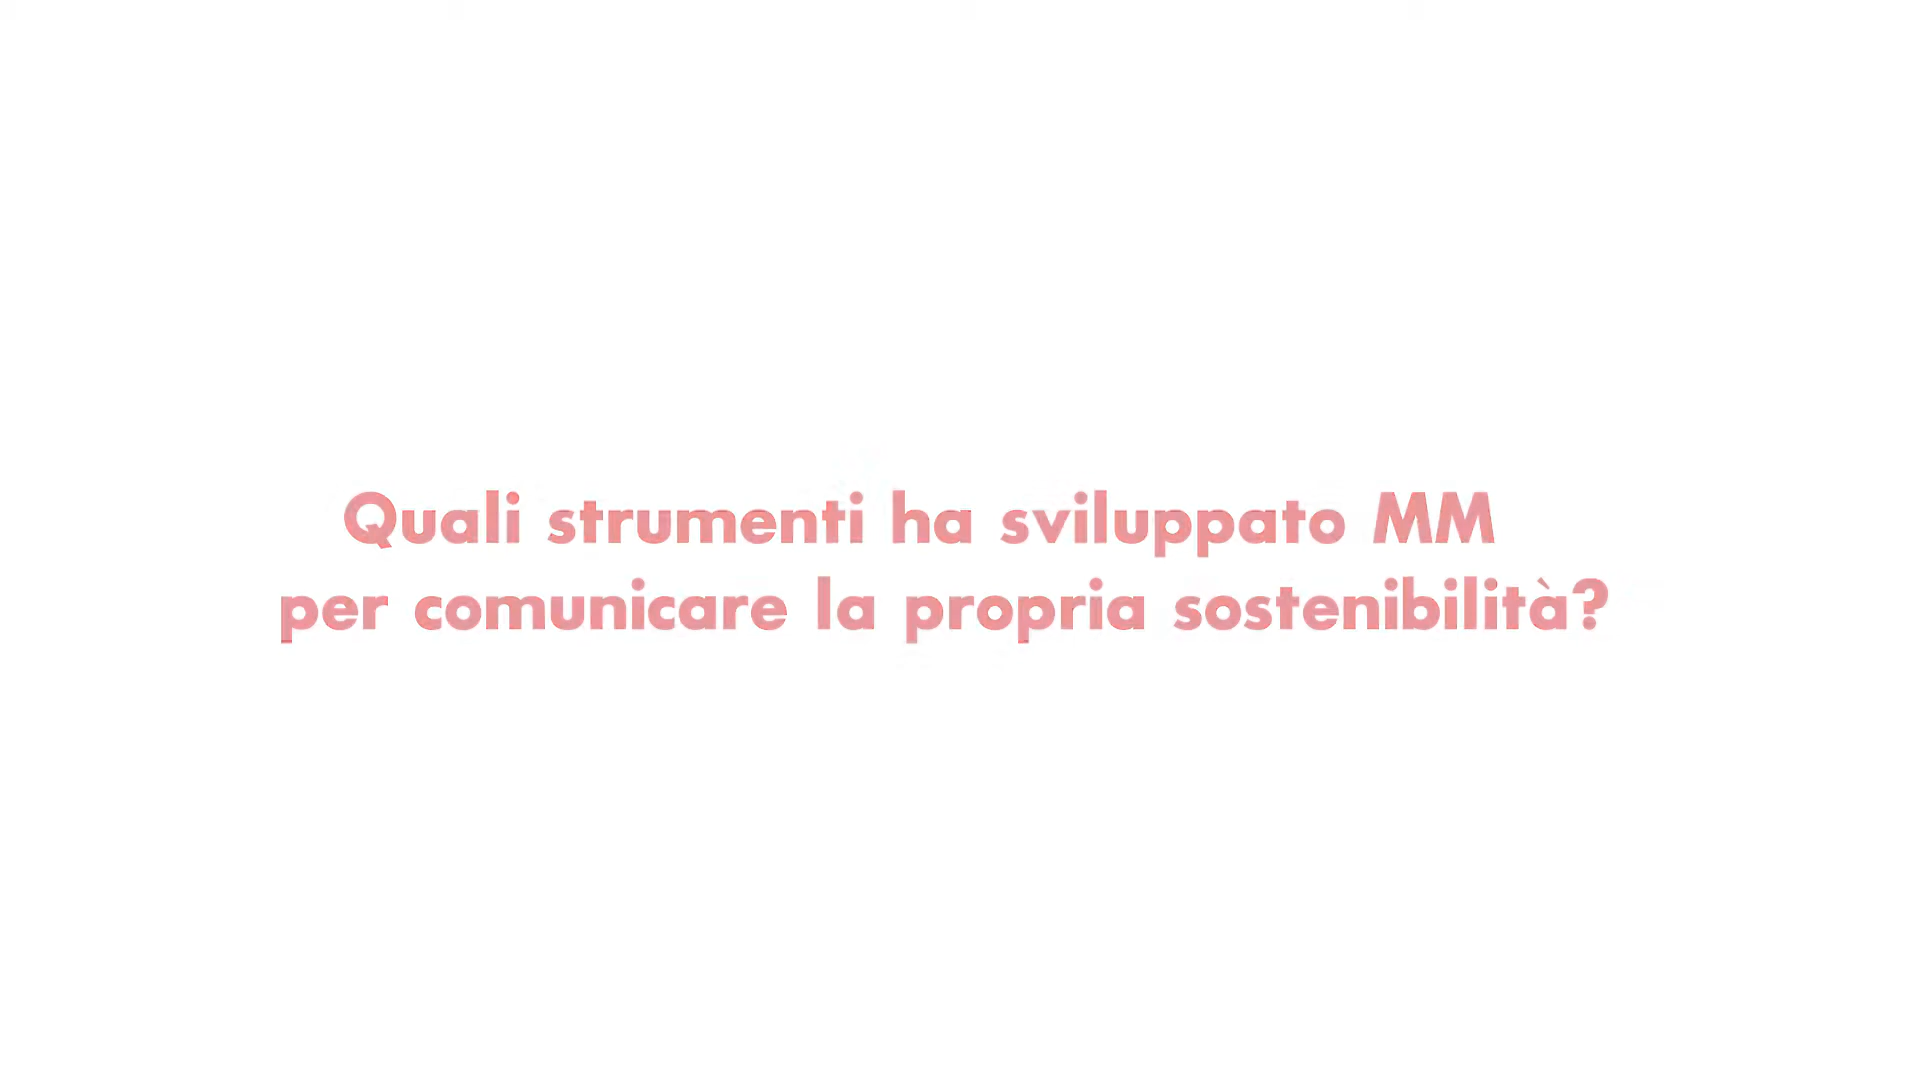 Quali strumenti ha sviluppato MM
per comunicare la propria sostenibilità?